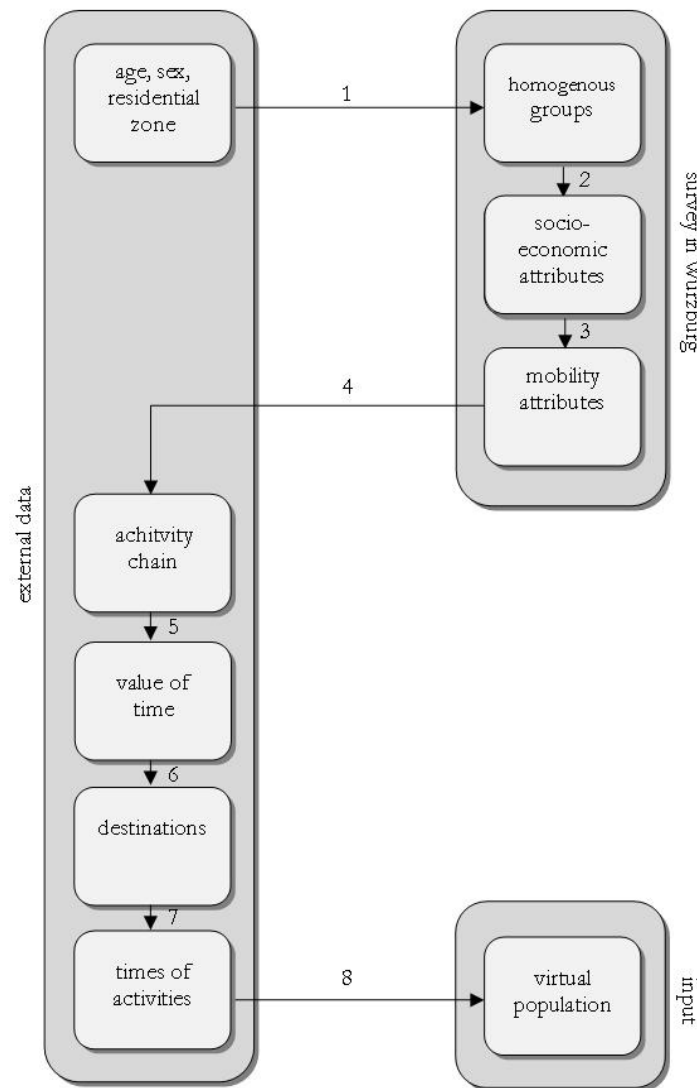 age, sex,
residential
zone
1
homogenous
groups
2
socio-
economic
attributes
3
mobility
attributes
survey in Wurzburg
4
achitvity
chain
5
value of
time
6
destinations
7
times of
activities
external data
8
virtual
population
input